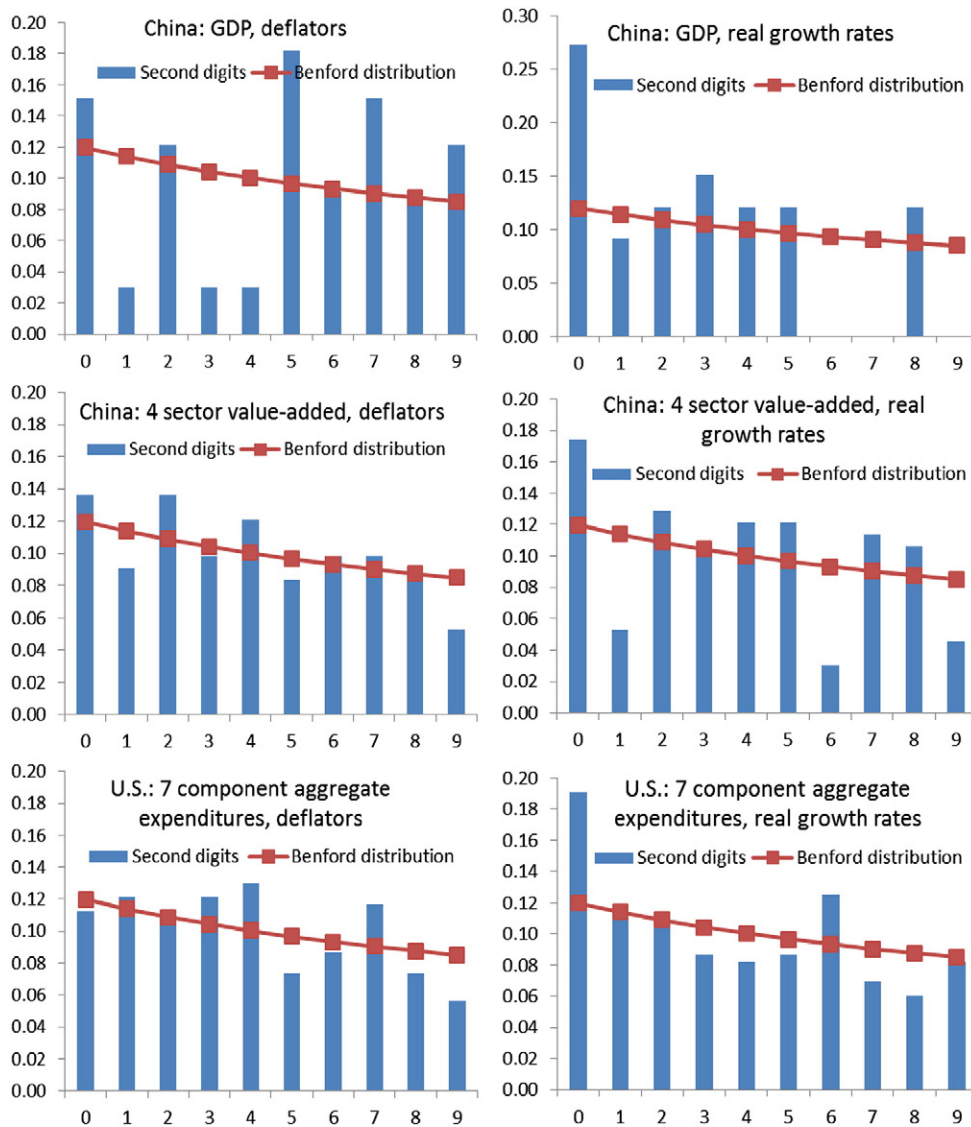 China: GDP, deflators
Second digits Benford distribution
0.20
0.18
0.16
0.14
0.12
0.10
0.08
0.06
0.04
0.02
0.00
0 1 2 3 4 5 6 7 8 9
China: GDP, real growth rates
Second digits Benford distribution
0.30
0.25
0.20
0.15
0.10
0.05
0.00
0 1 2 3 4 5 6 7 8 9
China: 4 sector value-added, deflators
Second digits Benford distribution
0.20
0.18
0.16
0.14
0.12
0.10
0.08
0.06
0.04
0.02
0.00
0 1 2 3 4 5 6 7 8 9
China: 4 sector value-added, real
growth rates
Second digits Benford distribution
0.20
0.18
0.16
0.14
0.12
0.10
0.08
0.06
0.04
0.02
0.00
0 1 2 3 4 5 6 7 8 9
U.S.: 7 component aggregate
expenditures, deflators
Second digits Benford distribution
0.20
0.18
0.16
0.14
0.12
0.10
0.08
0.06
0.04
0.02
0.00
0 1 2 3 4 5 6 7 8 9
U.S.: 7 component aggregate
expenditures, real growth rates
Second digits Benford distribution
0.20
0.18
0.16
0.14
0.12
0.10
0.08
0.06
0.04
0.02
0.00
0 1 2 3 4 5 6 7 8 9